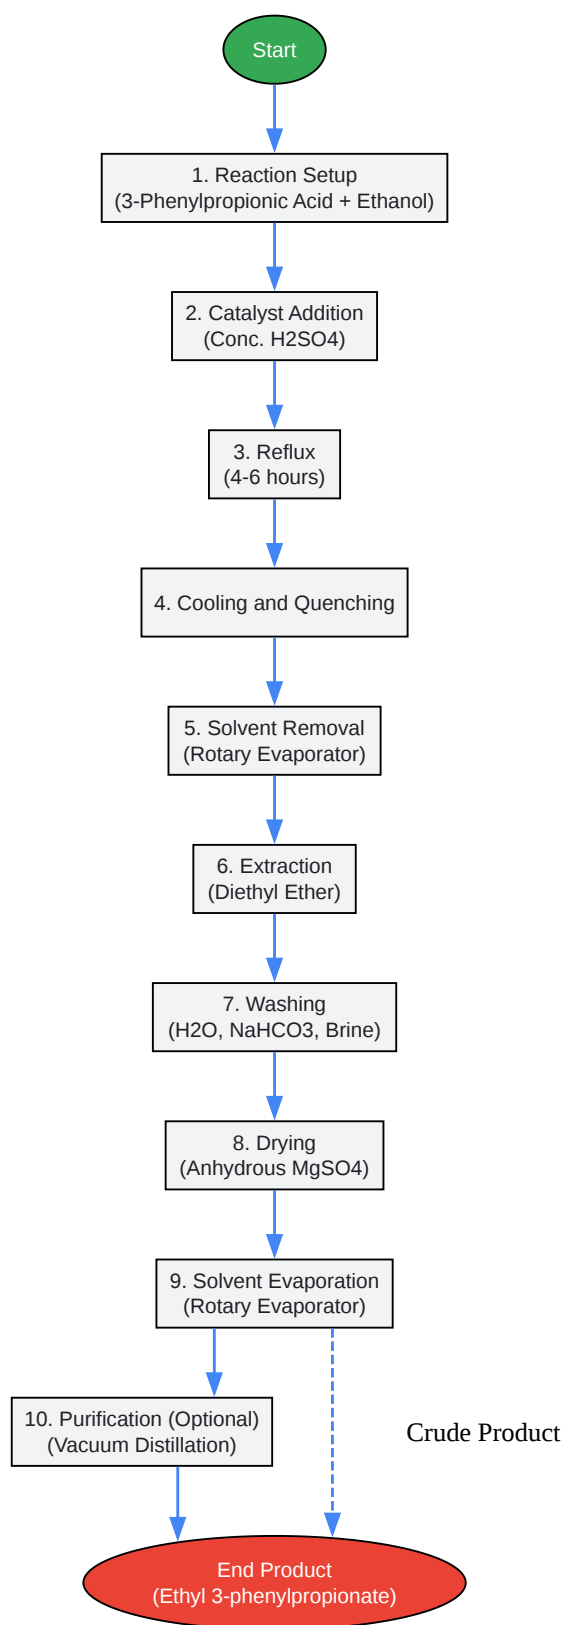 Start
1. Reaction Setup
(3-Phenylpropionic Acid + Ethanol)
2. Catalyst Addition
(Conc. H2SO4)
3. Reflux
(4-6 hours)
4. Cooling and Quenching
5. Solvent Removal
(Rotary Evaporator)
6. Extraction
(Diethyl Ether)
7. Washing
(H2O, NaHCO3, Brine)
8. Drying
(Anhydrous MgSO4)
9. Solvent Evaporation
(Rotary Evaporator)
10. Purification (Optional)
(Vacuum Distillation)
Crude Product
End Product
(Ethyl 3-phenylpropionate)